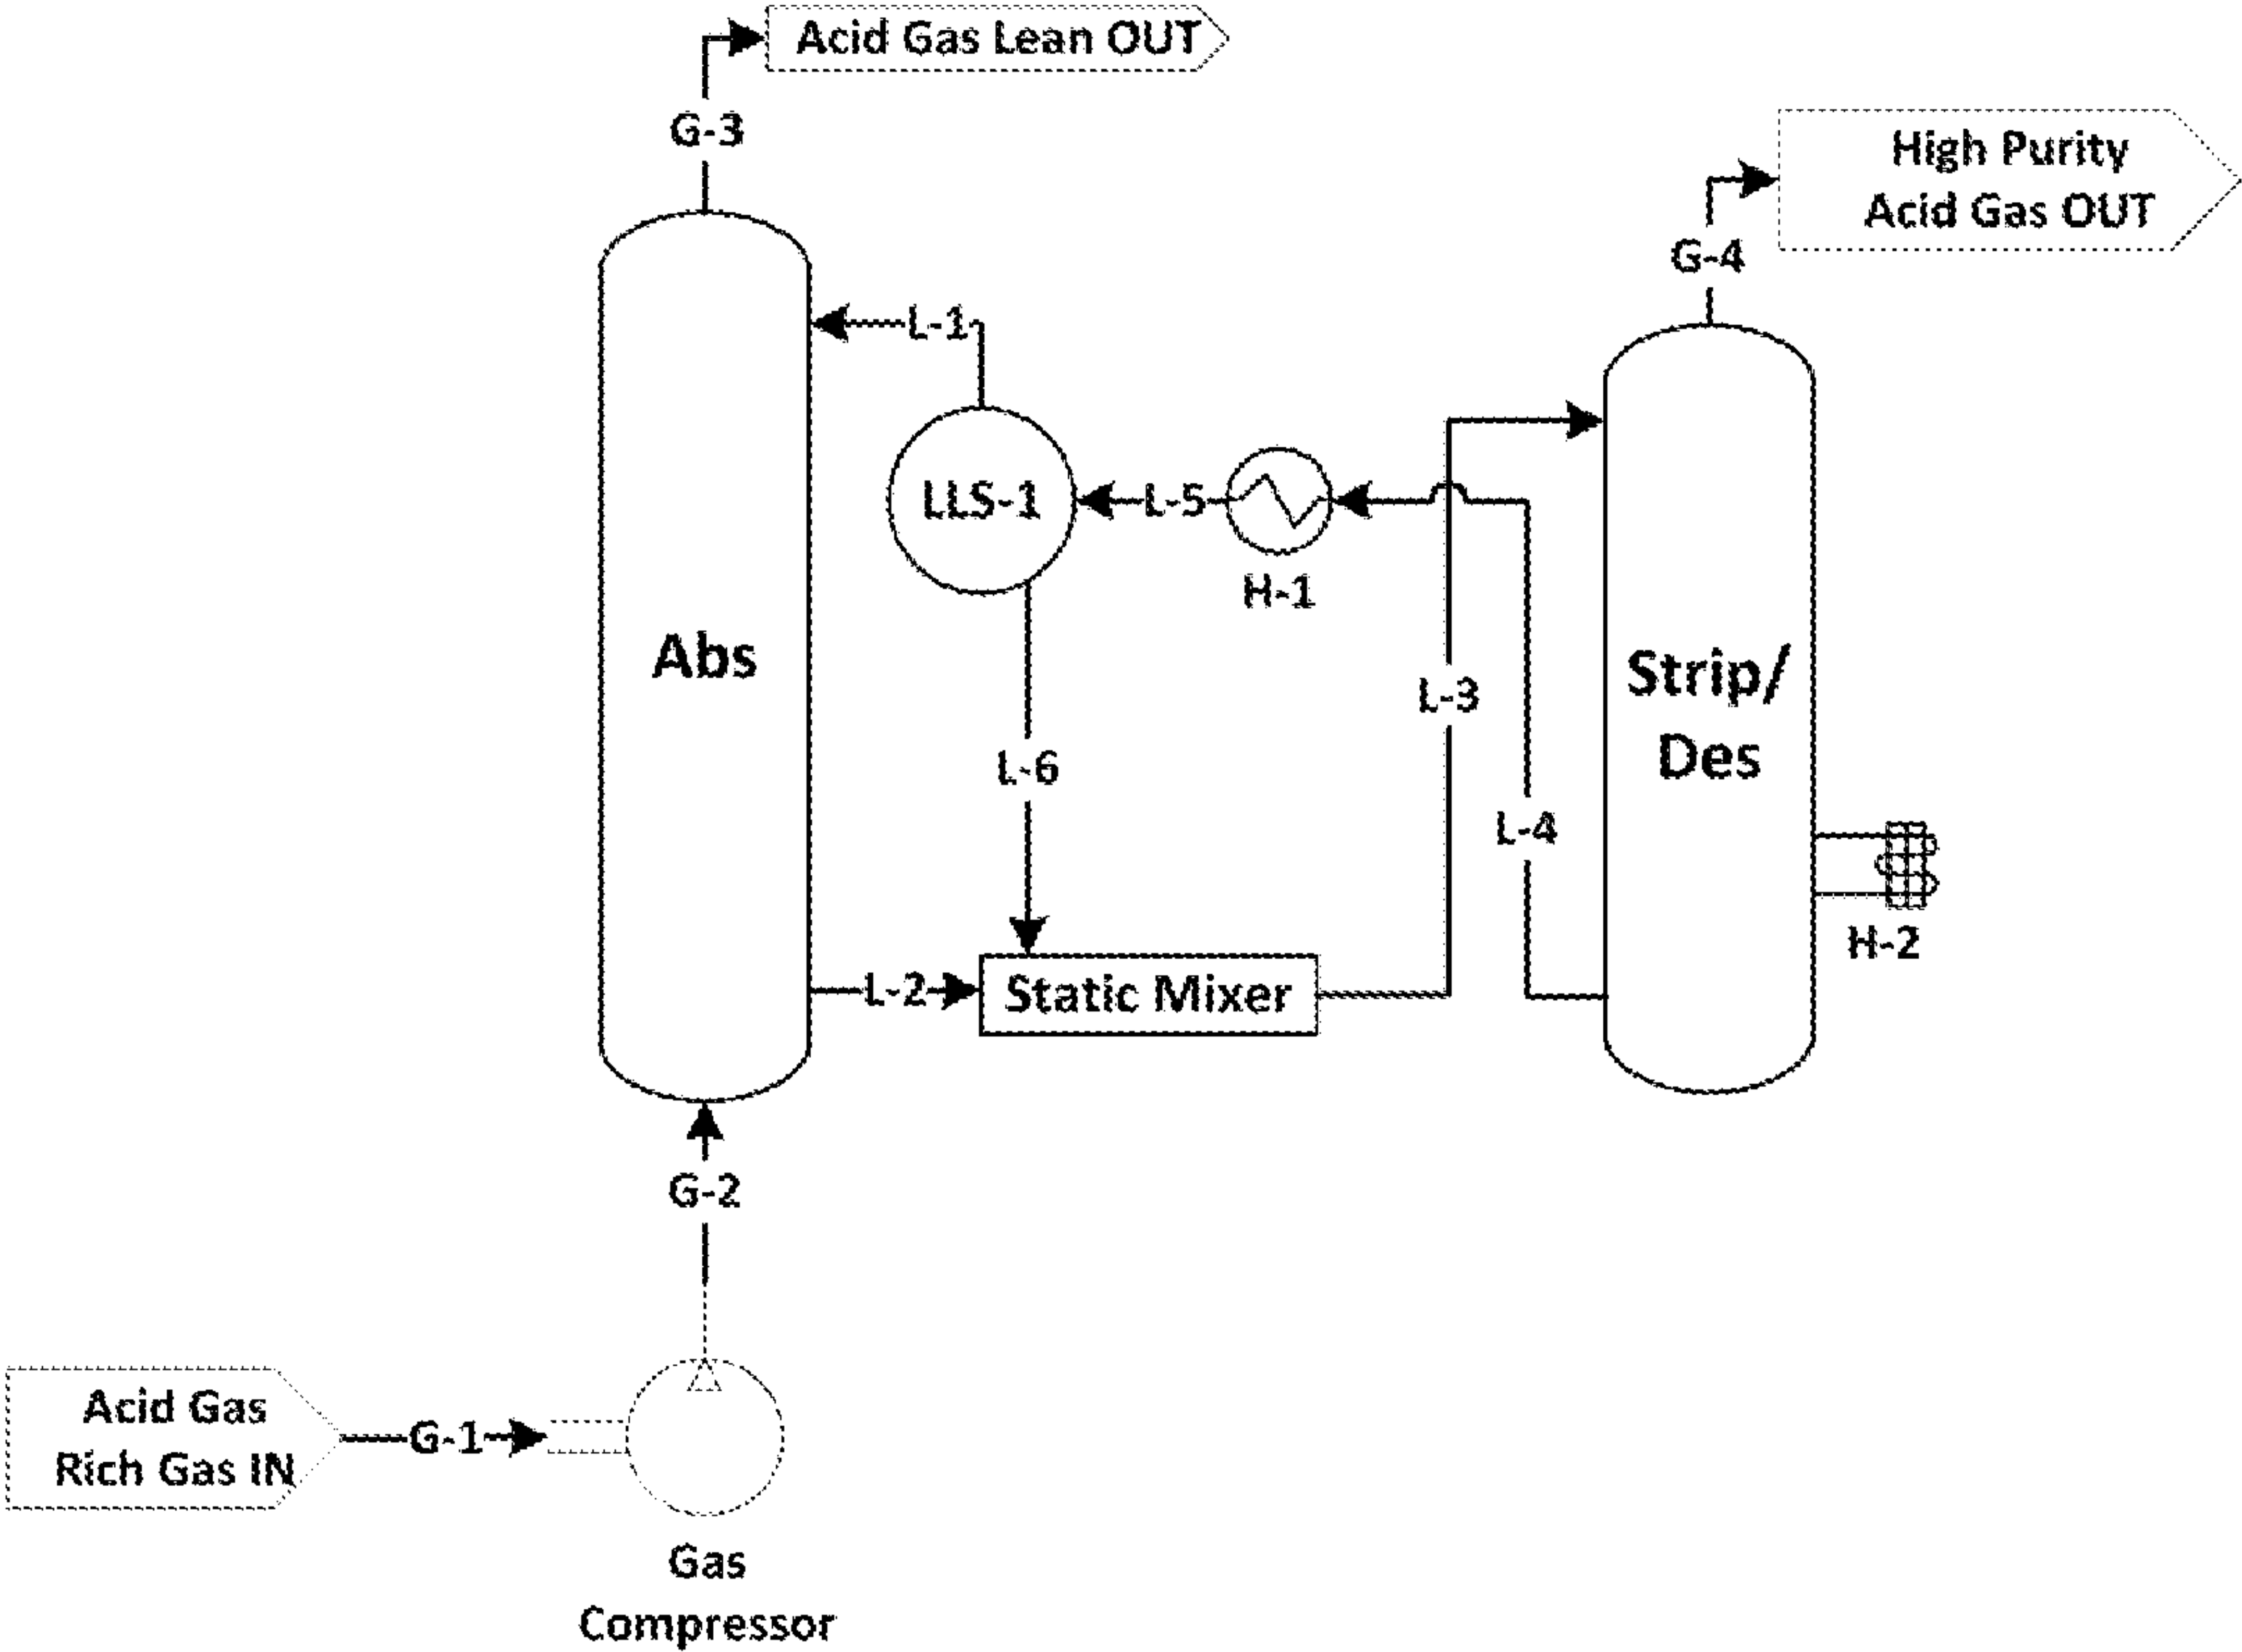 Acid Gas Lean OUT
G-3
High Purity
Acid Gas OUT
G-4
L-1
LLS-1
L-5
H-1
Abs
Strip/
Des
L-3
L-6
L-4
H-2
L-2
Static Mixer
G-2
Acid Gas
Rich Gas IN
G-1
Gas
Compressor